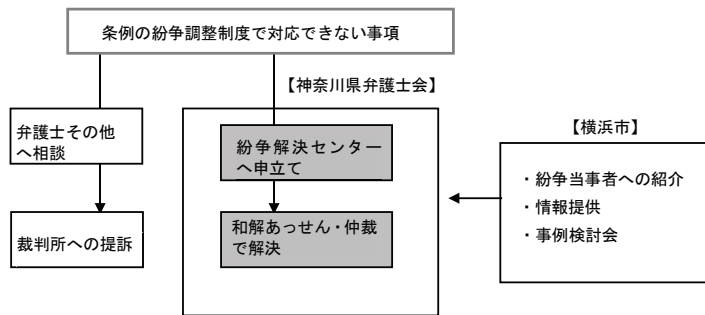 条例の紛争調整制度で対応できない事項
【神奈川県弁護士会】
弁護士その他
へ相談
裁判所への提訴
紛争解決センター
へ申立て
和解あっせん・仲裁
で解決
【横浜市】
・紛争当事者への紹介
・情報提供
・事例検討会